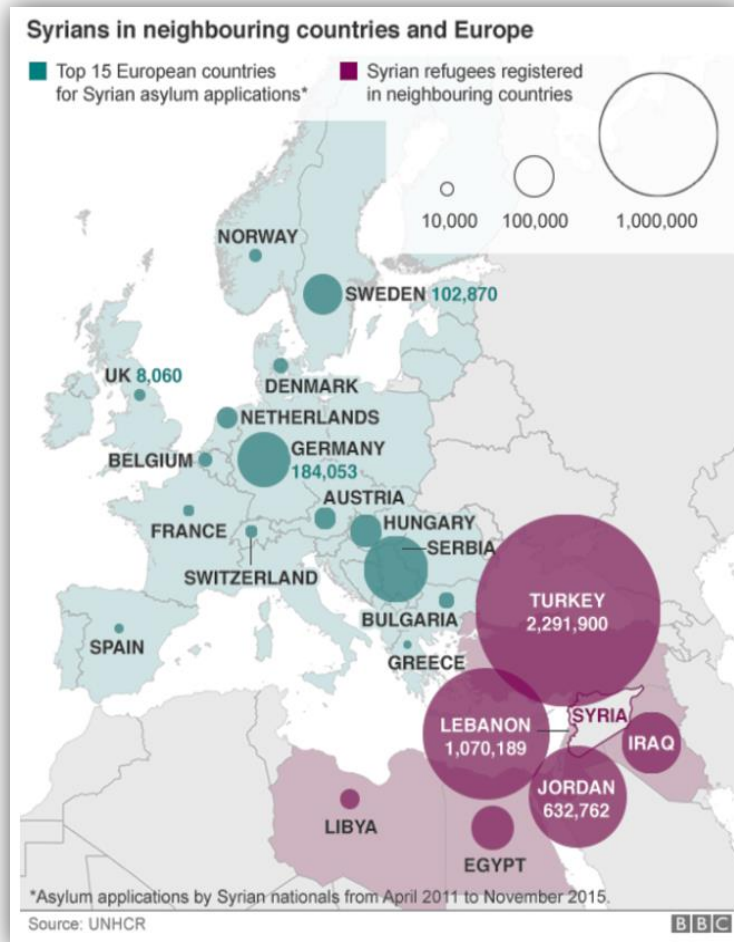 Syrians in neighbouring countries and Europe
Top 15 European countries
for Syrian asylum applications*
Syrian refugees registered
in neighbouring countries
10,000
100,000
1,000,000
NORWAY
SWEDEN 102,870
UK 8,060
DENMARK
NETHERLANDS
BELGIUM
GERMANY
184,053
AUSTRIA
FRANCE
HUNGARY
SERBIA
SWITZERLAND
BULGARIA
SPAIN
GREECE
TURKEY
2,291,900
SYRIA
LEBANON
1,070,189
IRAQ
JORDAN
632,762
LIBYA
EGYPT
*Asylum applications by Syrian nationals from April 2011 to November 2015.
Source: UNHCR
BBC